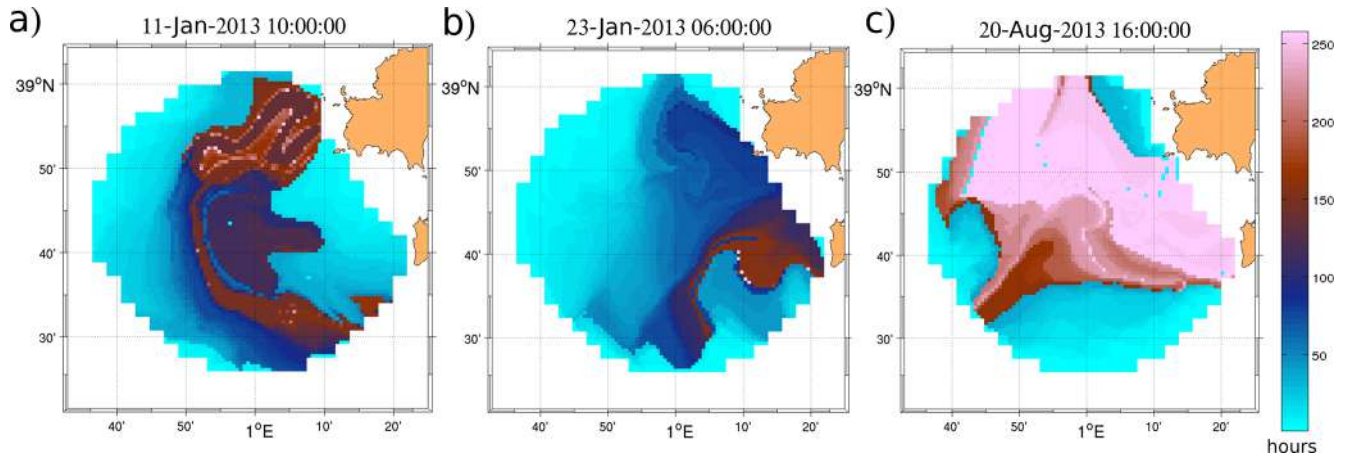 a) 11-Jan-2013 10:00:00
b) 23-Jan-2013 06:00:00
c) 20-Aug-2013 16:00:00
39°N
50'
40'
30'
40' 50' 1°E 10' 20'
39°N
50'
40'
30'
40' 50' 1°E 10' 20'
39°N
50'
40'
30'
40' 50' 1°E 10' 20'
250
200
150
100
50
hours